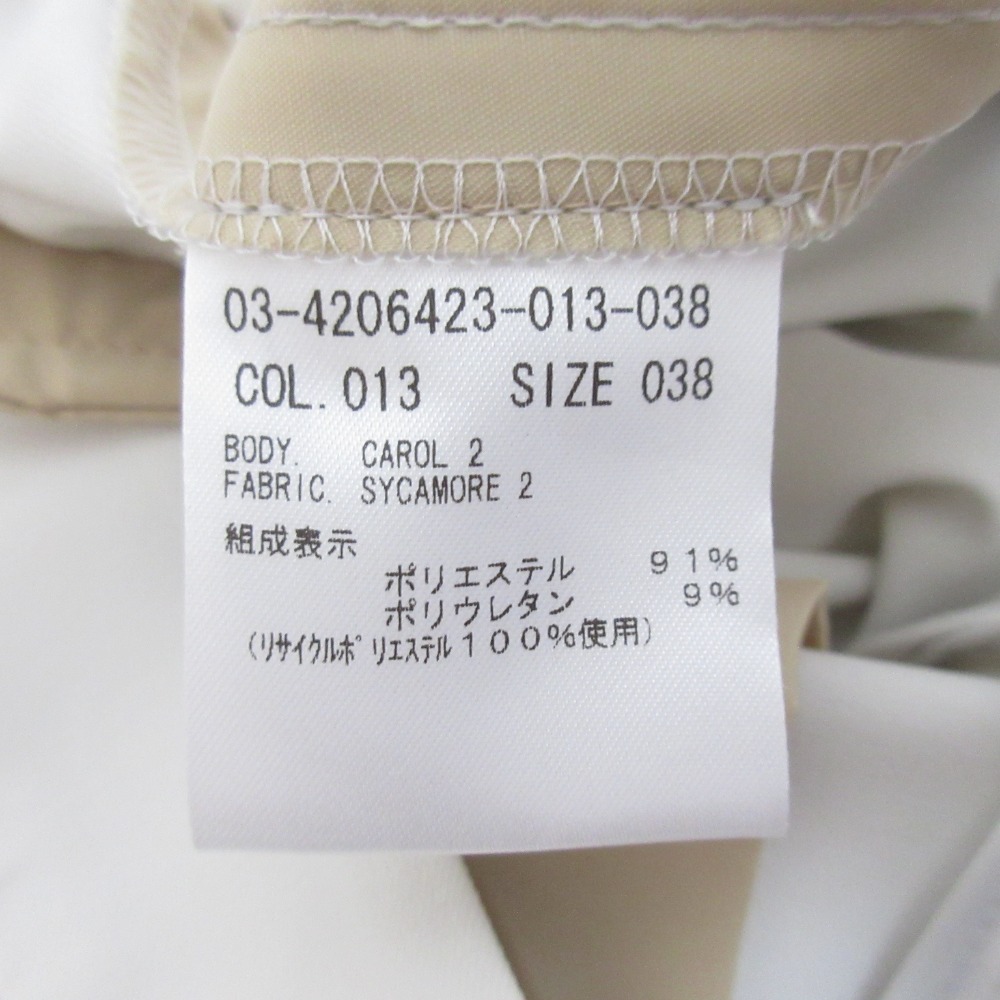 03-4206423-013-038
COL. 013 SIZE 038
BODY. CAROL 2
FABRIC. SYCAMORE 2
組成表示
ポリエステル 91%
ポリウレタン 9%
(リサイクルポリエステル100%使用)